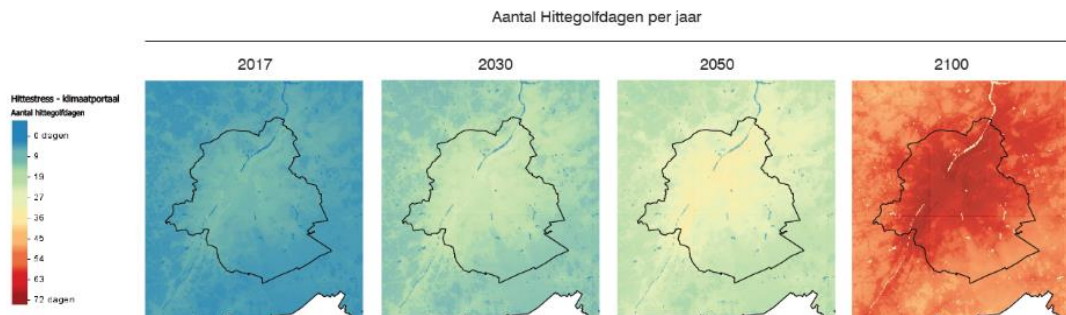 Aantal Hittegolfdagen per jaar
2017
2030
2050
2100
Hittestress - klimaatportaal
Aantal hittegolfdagen
0 dagen
9
18
27
36
45
54
63
72 dagen